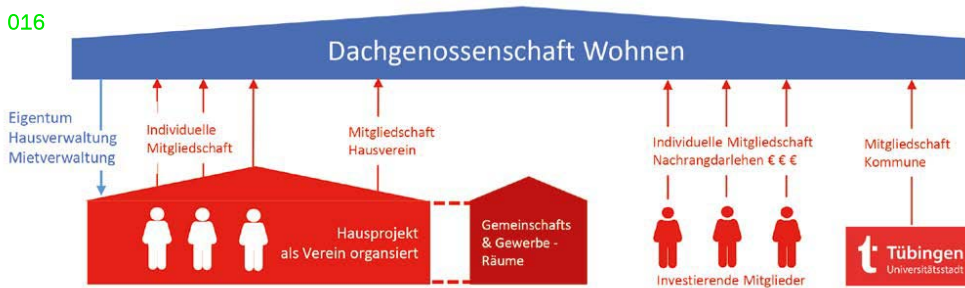 016
Dachgenossenschaft Wohnen
Eigentum
Hausverwaltung
Mietverwaltung
Individuelle
Mitgliedschaft
Mitgliedschaft
Hausverein
Individuelle Mitgliedschaft
Nachrangdarlehen € € €
Mitgliedschaft
Kommune
Hausprojekt
als Verein organsiert
Gemeinschafts
& Gewerbe -
Räume
Investierende Mitglieder
t
Tübingen
Universitätsstadt